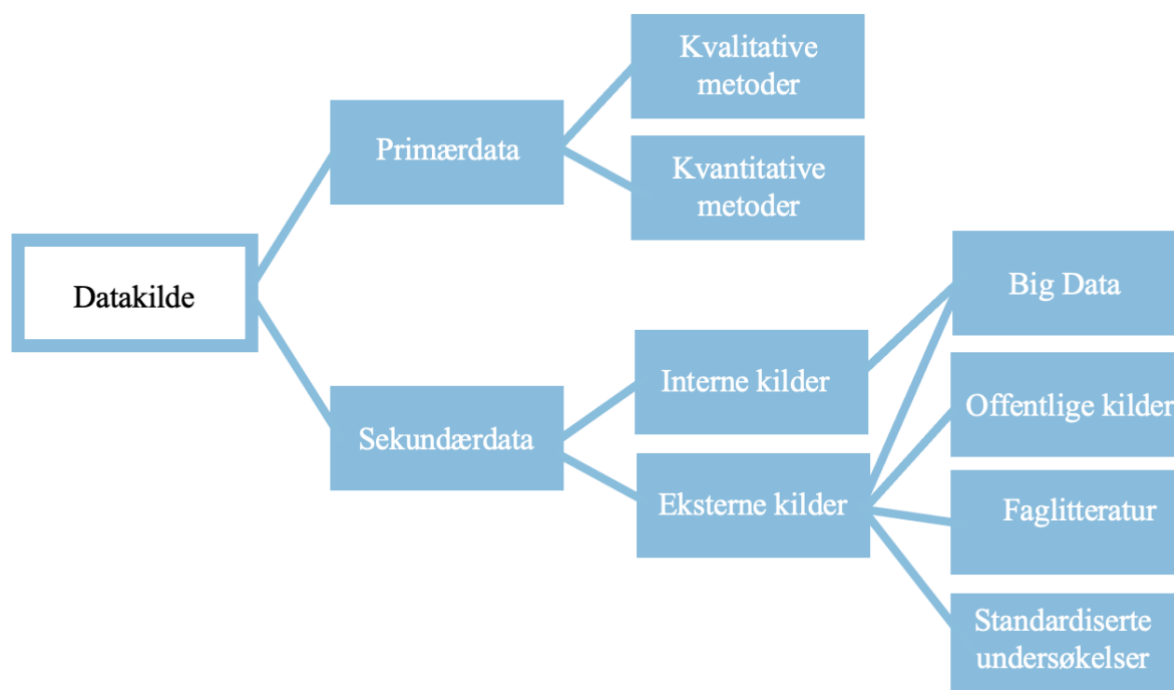 Kvalitative
metoder
Primærdata
Kvantitative
metoder
Datakilde
Big Data
Interne kilder
Offentlige kilder
Sekundærdata
Eksterne kilder
Faglitteratur
Standardiserte
undersøkelser